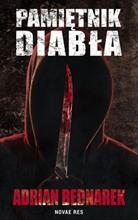 PAMIĘTNIK
DIABŁA
ADRIAN BEDNAREK
NOVAE RES